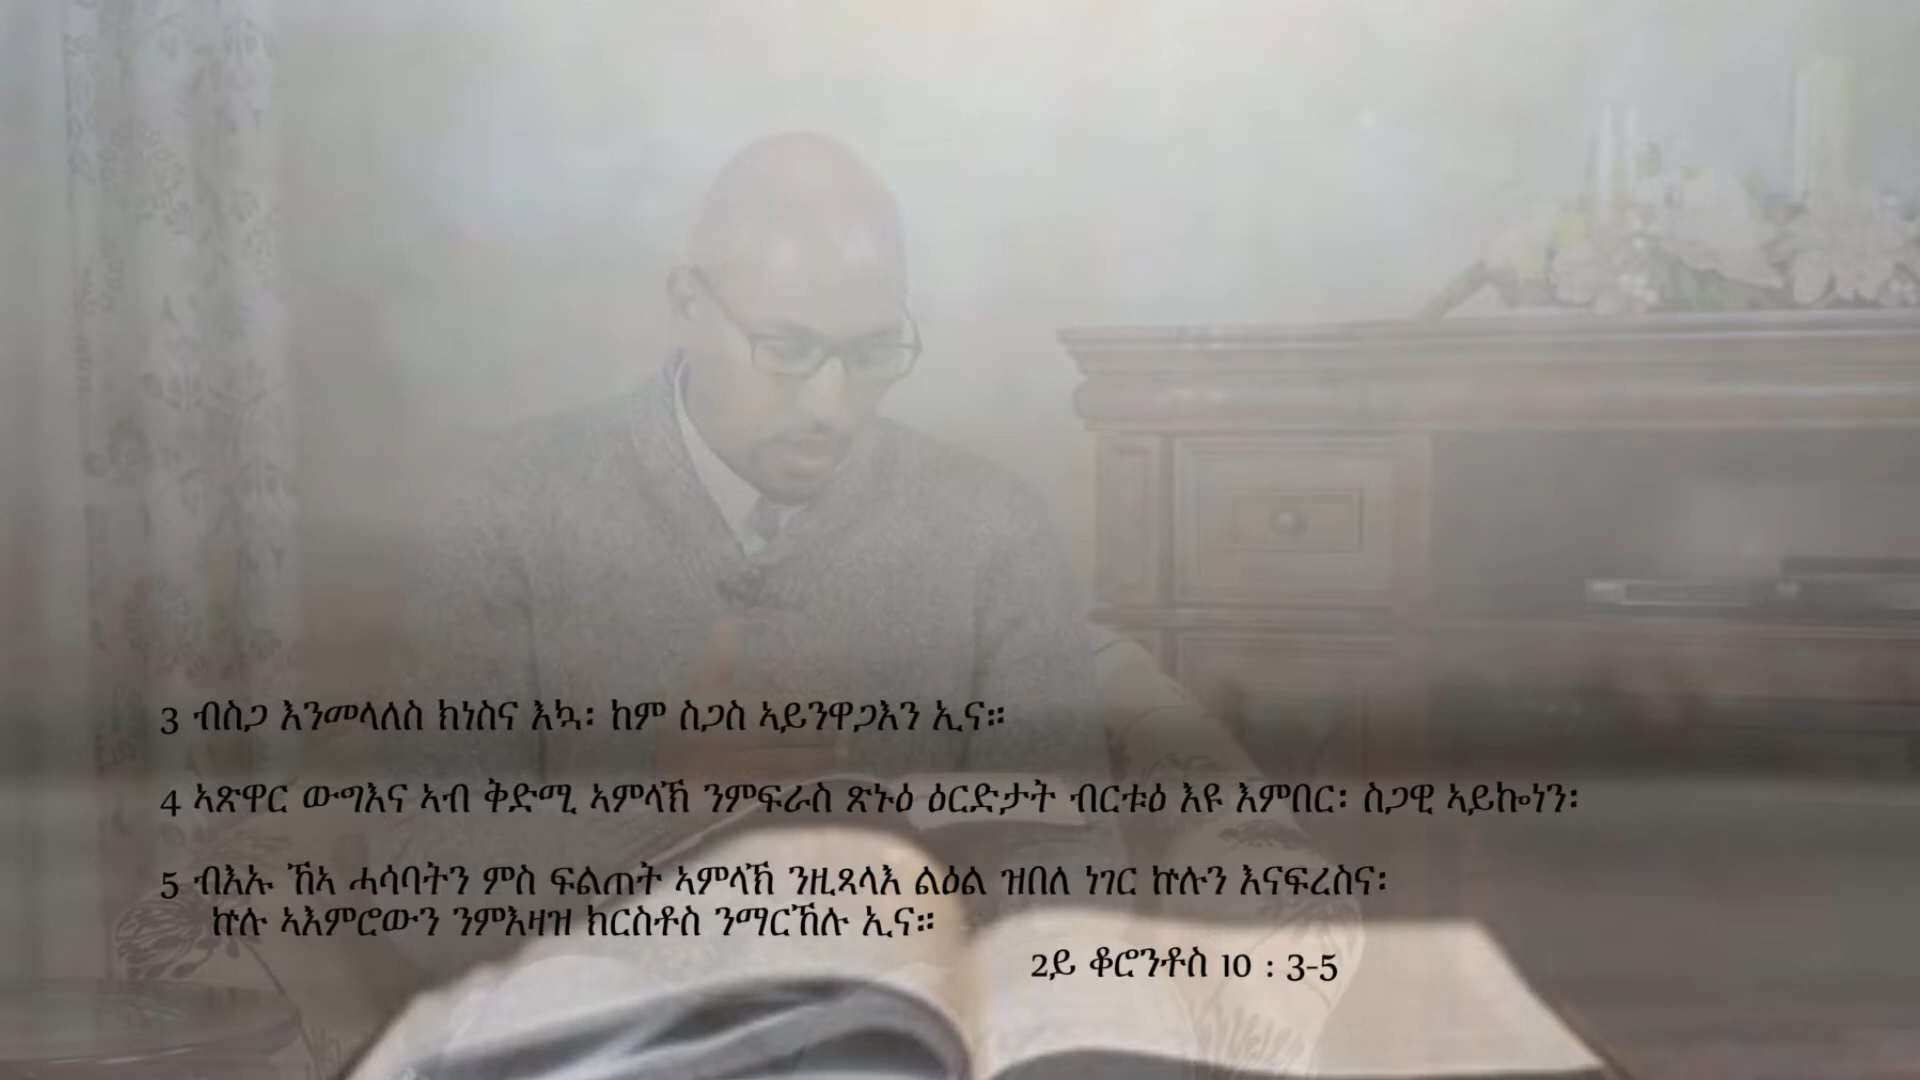 3 ብስጋ እንመላለስ ክነስና እኳ፡ ከም ስጋስ ኣይንዋጋእን ኢና።
4 ኣጽዋር ውግእና ኣብ ቅድሚ ኣምላኽ ንምፍራስ ጽኑዕ ዕርድታት ብርቱዕ እዩ እምበር፡ ስጋዊ ኣይኰነን፡
5 ብእኡ ኸኣ ሓሳባትን ምስ ፍልጠት ኣምላኽ ንዚጻላእ ልዕል ዝበለ ነገር ኵሉን እናፍረስና፡
ኵሉ ኣእምሮውን ንምእዛዝ ክርስቶስ ንማርኸሉ ኢና።
2ይ ቆሮንቶስ 10 : 3-5